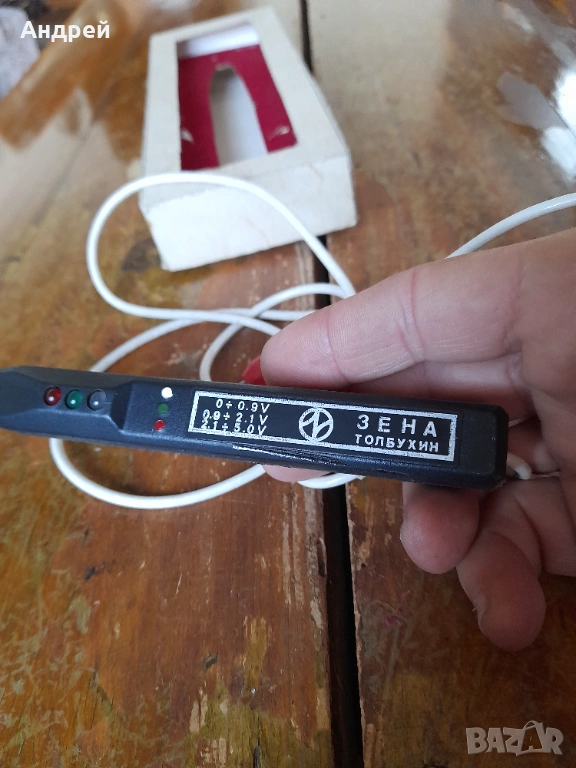 Андрей
0÷0.9V
0.9÷2.1V
2.1÷5.0V
ЗЕНА
ТОЛБУХИН
BAZAR